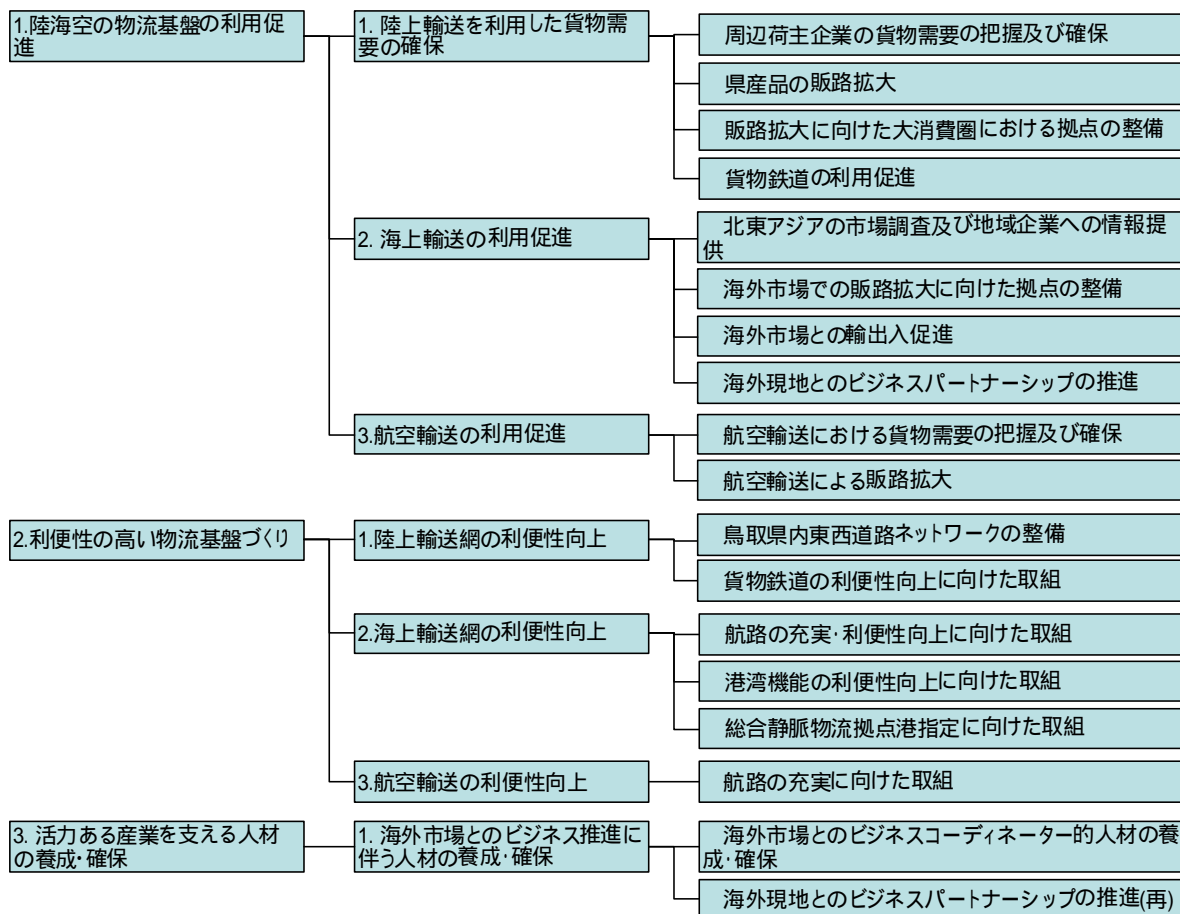 1.陸海空の物流基盤の利用促
進
1. 陸上輸送を利用した貨物需
要の確保
周辺荷主企業の貨物需要の把握及び確保
県産品の販路拡大
販路拡大に向けた大消費圏における拠点の整備
貨物鉄道の利用促進
2. 海上輸送の利用促進
北東アジアの市場調査及び地域企業への情報提
供
海外市場での販路拡大に向けた拠点の整備
海外市場との輸出入促進
海外現地とのビジネスパートナーシップの推進
3.航空輸送の利用促進
航空輸送における貨物需要の把握及び確保
航空輸送による販路拡大
2.利便性の高い物流基盤づくり
1.陸上輸送網の利便性向上
鳥取県内東西道路ネットワークの整備
貨物鉄道の利便性向上に向けた取組
2.海上輸送網の利便性向上
航路の充実・利便性向上に向けた取組
港湾機能の利便性向上に向けた取組
総合静脈物流拠点港指定に向けた取組
3.航空輸送の利便性向上
航路の充実に向けた取組
3. 活力ある産業を支える人材
の養成・確保
1. 海外市場とのビジネス推進に
伴う人材の養成・確保
海外市場とのビジネスコーディネーター的人材の養
成・確保
海外現地とのビジネスパートナーシップの推進(再)